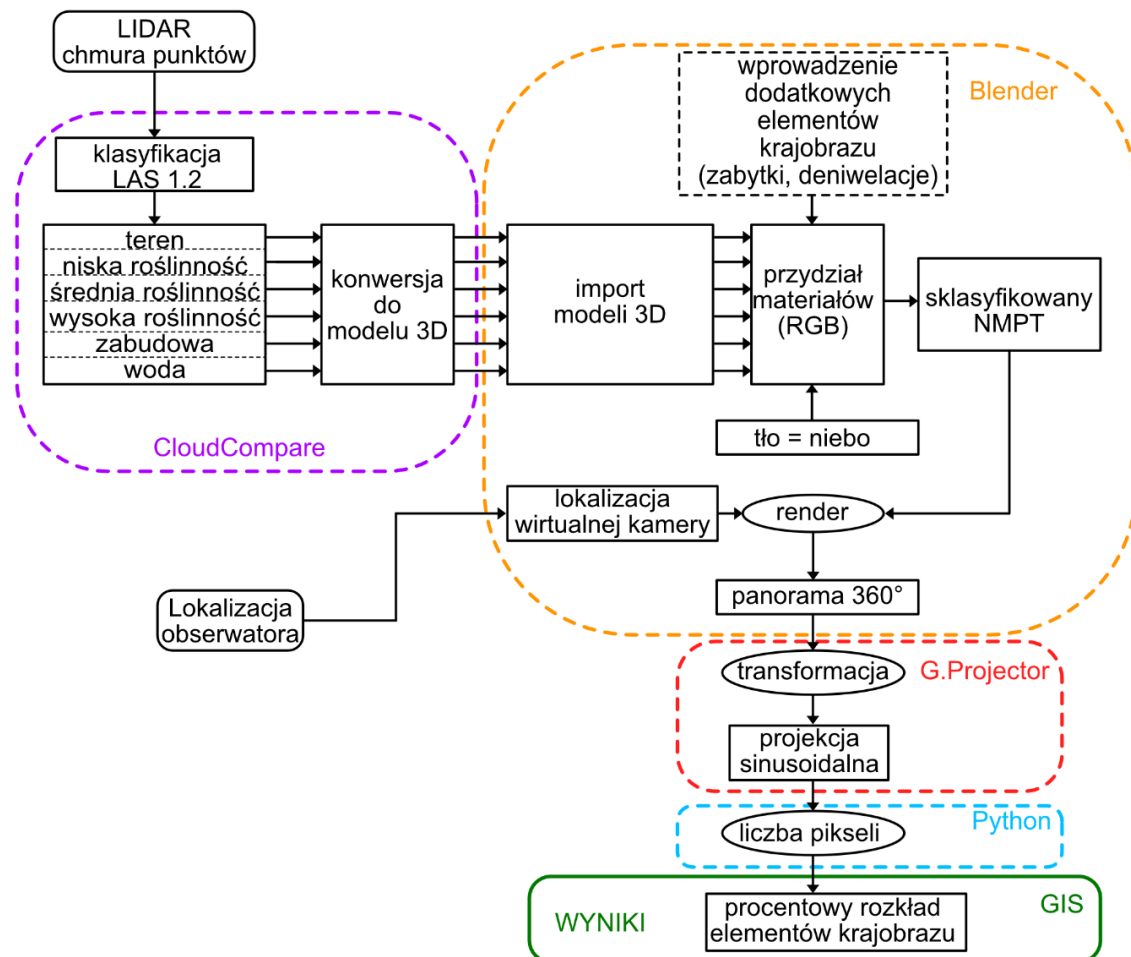 LIDAR
chmura punktów
wprowadzenie
dodatkowych
elementów
krajobrazu
(zabytki, deniwelacje)
Blender
klasyfikacja
LAS 1.2
teren
niska roślinność
średnia roślinność
wysoka roślinność
zabudowa
woda
konwersja
do
modelu 3D
import
modeli 3D
przydział
materiałów
(RGB)
sklasyfikowany
NMPT
CloudCompare
tło = niebo
lokalizacja
wirtualnej kamery
render
Lokalizacja
obserwatora
panorama 360°
transformacja
G.Projector
projekcja
sinusoidalna
liczba pikseli
Python
WYNIKI
procentowy rozkład
elementów krajobrazu
GIS